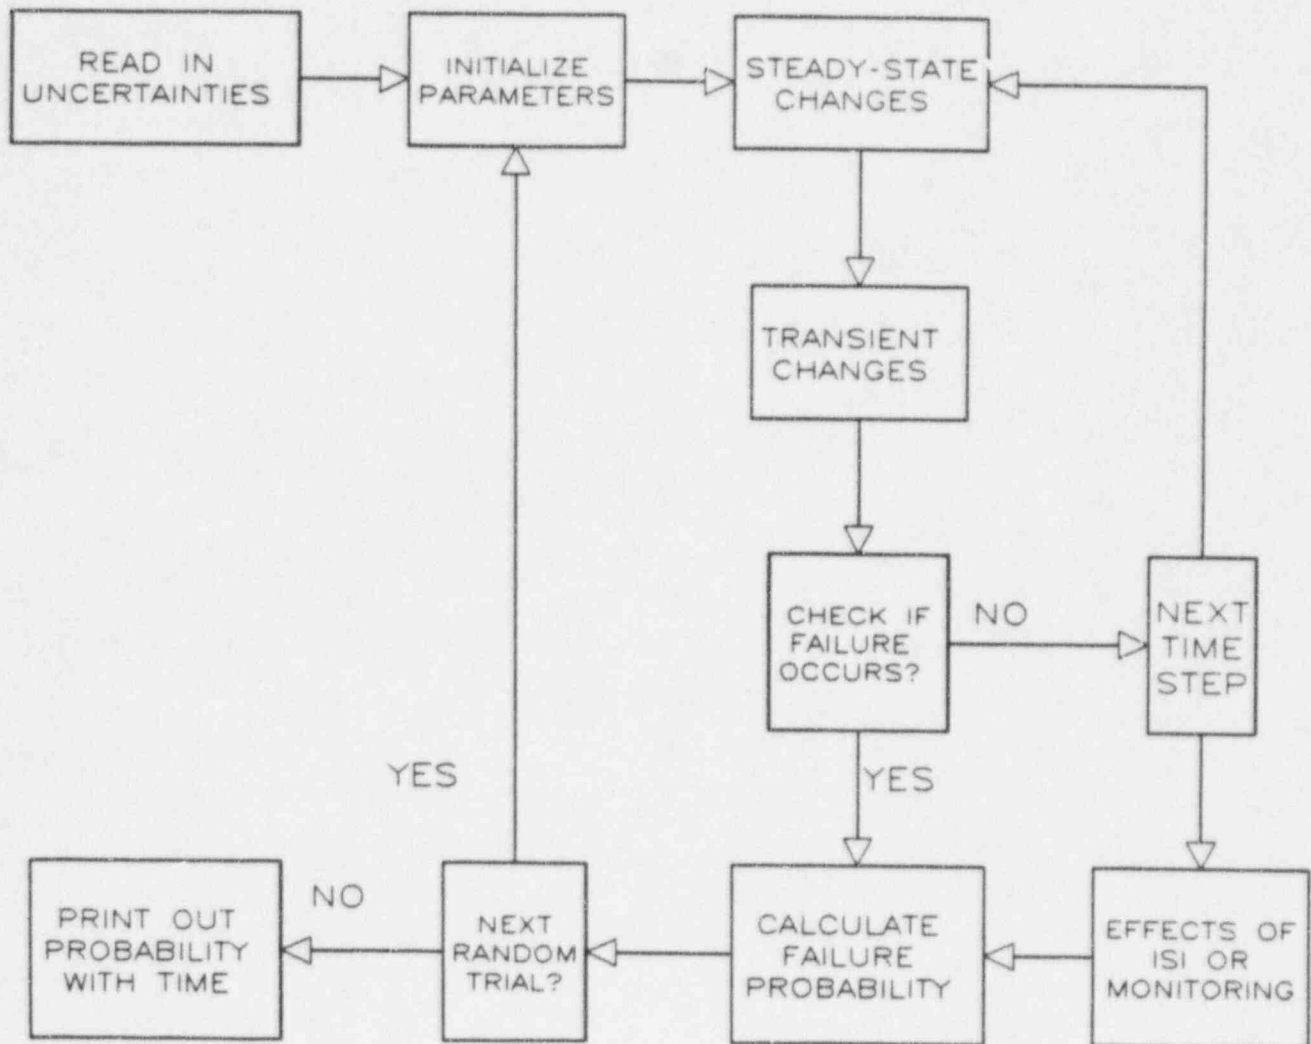 READ IN
UNCERTAINTIES
INITIALIZE
PARAMETERS
STEADY-STATE
CHANGES
TRANSIENT
CHANGES
CHECK IF
FAILURE
OCCURS?
NO
NEXT
TIME
STEP
YES
YES
PRINT OUT
PROBABILITY
WITH TIME
NO
NEXT
RANDOM
TRIAL?
CALCULATE
FAILURE
PROBABILITY
EFFECTS OF
ISI OR
MONITORING